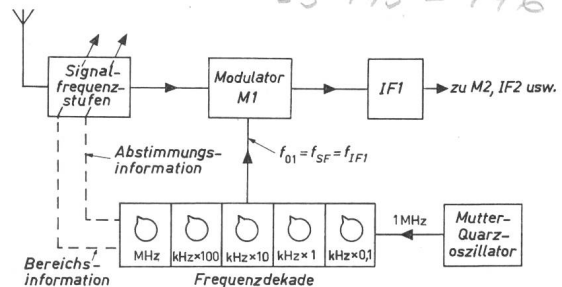 Signal-
frequenz-
stufen
Modulator
M1
IF1
zu M2, IF2 usw.
Abstimmungs-
information
f01 = fSF = fIF1
1MHz
Mutter-
Quarz-
oszillator
MHz
kHz×100
kHz×10
kHz×1
kHz×0,1
Bereichs-
information
Frequenzdekade